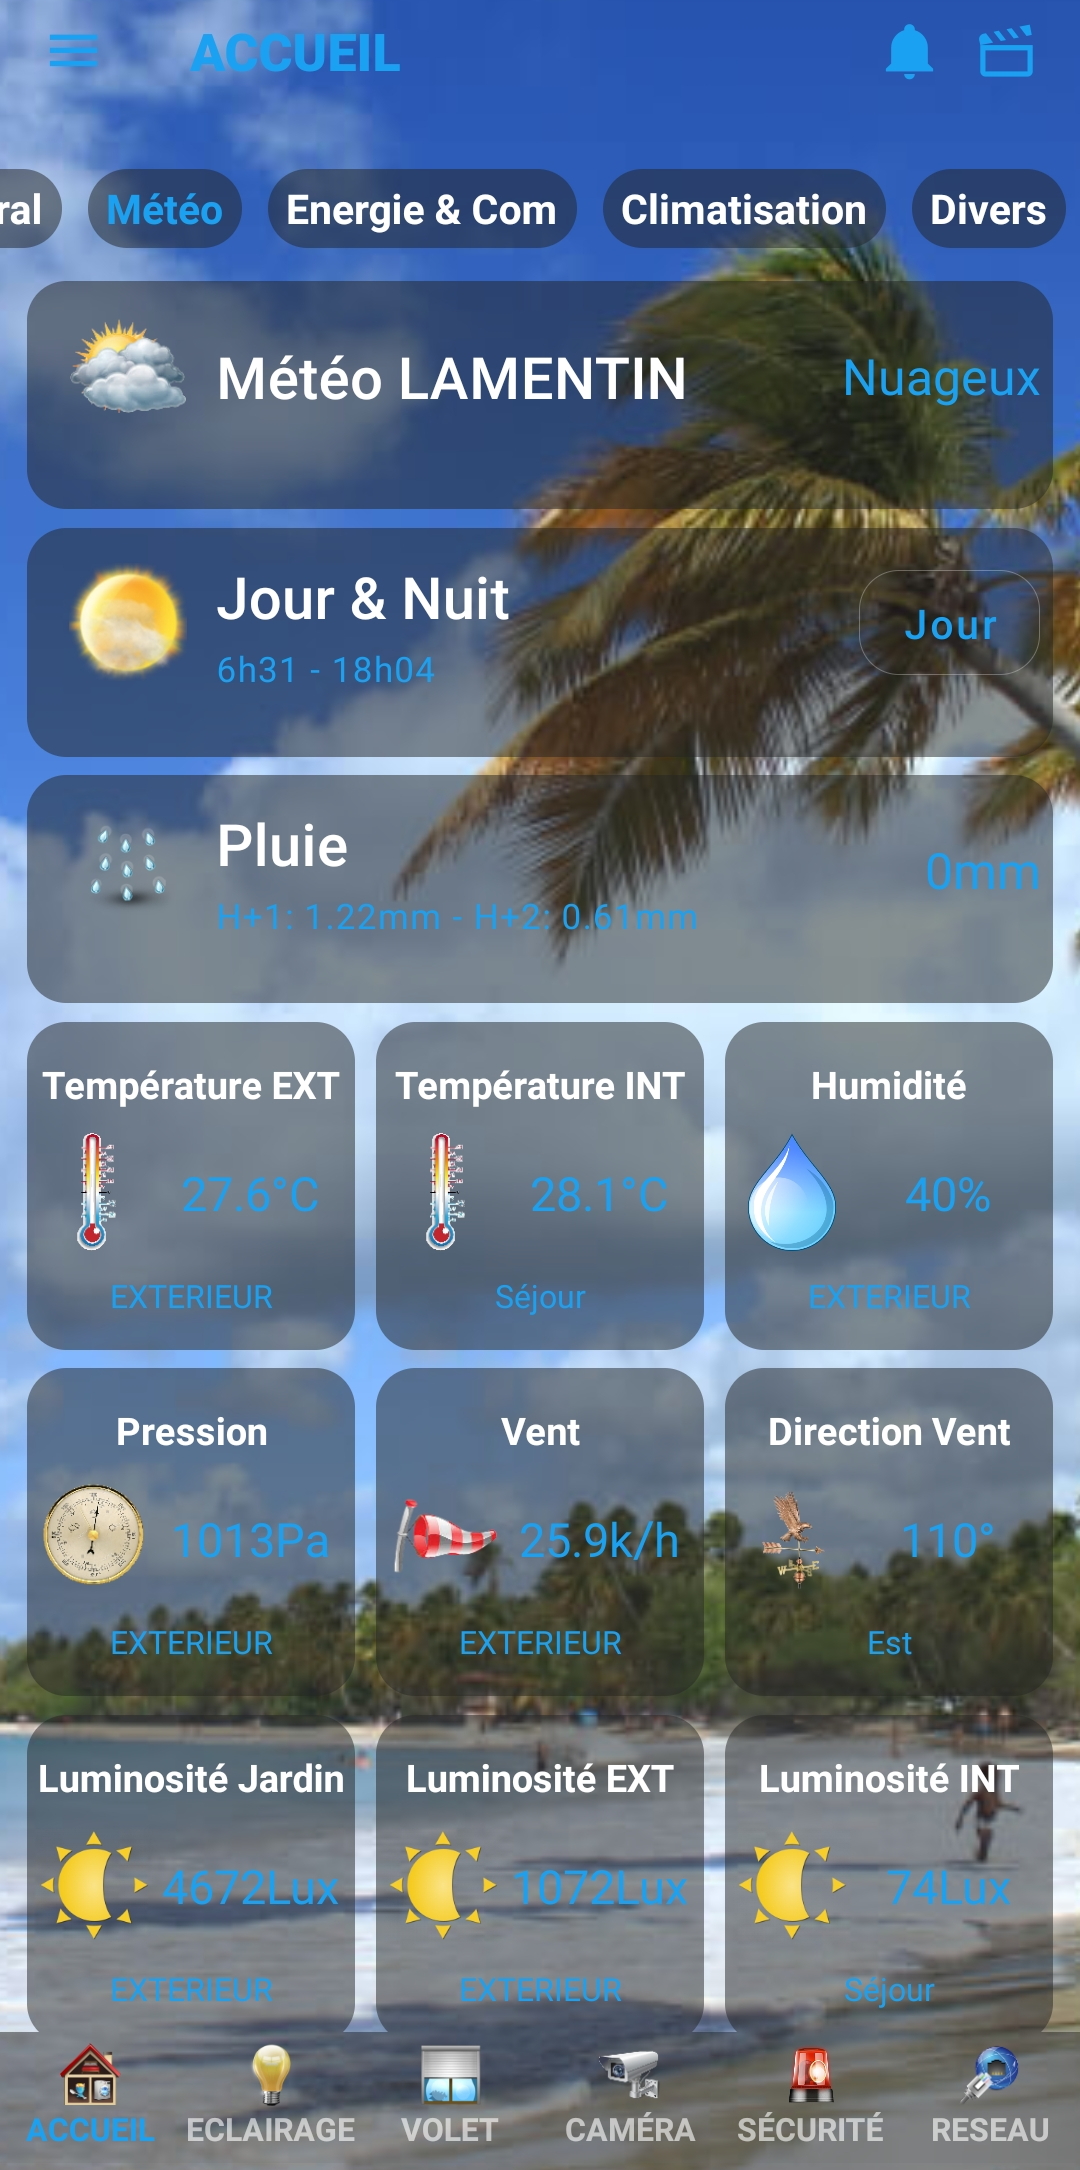 ACCUEIL
ral Météo Energie & Com Climatisation Divers
Météo LAMENTIN Nuageux
Jour & Nuit
Jour
6h31 - 18h04
Pluie
0mm
H+1: 1.22mm - H+2: 0.61mm
Température EXT Température INT Humidité
27.6°C 28.1°C 40%
EXTERIEUR Séjour EXTERIEUR
Pression Vent Direction Vent
1013Pa 25.9k/h 110°
EXTERIEUR EXTERIEUR Est
Luminosité Jardin Luminosité EXT Luminosité INT
4672Lux 1072Lux 74Lux
EXTERIEUR EXTERIEUR Séjour
ACCUEIL ECLAIRAGE VOLET CAMÉRA SÉCURITÉ RESEAU